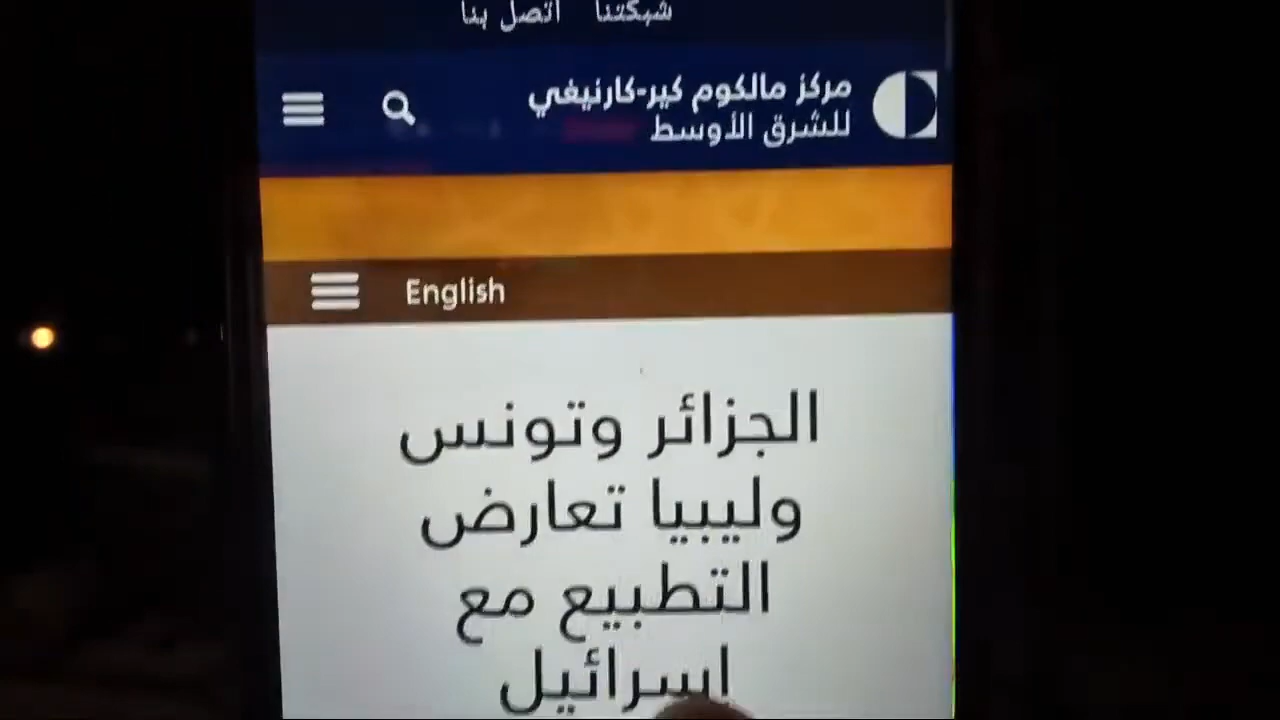 شبكتنا اتصل بنا
مركز مالكوم كير-كارنيغي
للشرق الأوسط
English
الجزائر وتونس
وليبيا تعارض
التطبيع مع
اسرائيل